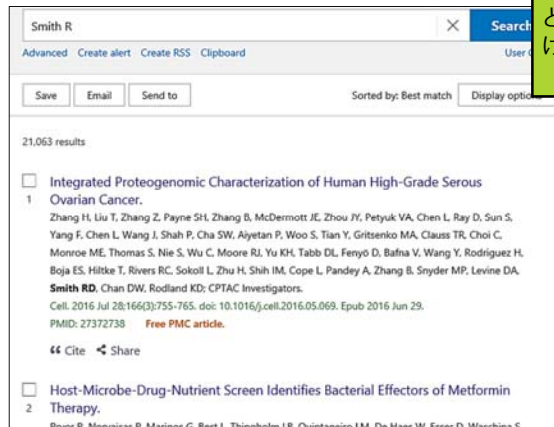 Smith R
Search
Advanced Create alert Create RSS Clipboard
User
Save Email Send to
Sorted by: Best match Display options
21,063 results
1
Integrated Proteogenomic Characterization of Human High-Grade Serous
Ovarian Cancer.
Zhang H, Liu T, Zhang Z, Payne SH, Zhang B, McDermott JE, Zhou JY, Petyuk VA, Chen L, Ray D, Sun S,
Yang F, Chen L, Wang J, Shah P, Cha SW, Aiyetan P, Woo S, Tian Y, Gritsenko MA, Clauss TR, Choi C,
Monroe ME, Thomas S, Nie S, Wu C, Moore RJ, Yu KH, Tabb DL, Fenyö D, Bafna V, Wang Y, Rodriguez H,
Boja ES, Hiltke T, Rivers RC, Sokoll L, Zhu H, Shih IM, Cope L, Pandey A, Zhang B, Snyder MP, Levine DA,
Smith RD, Chan DW, Rodland KD; CPTAC Investigators.
Cell. 2016 Jul 28;166(3):755-765. doi: 10.1016/j.cell.2016.05.069. Epub 2016 Jun 29.
PMID: 27372738 Free PMC article.
Cite Share
2
Host-Microbe-Drug-Nutrient Screen Identifies Bacterial Effectors of Metformin
Therapy.